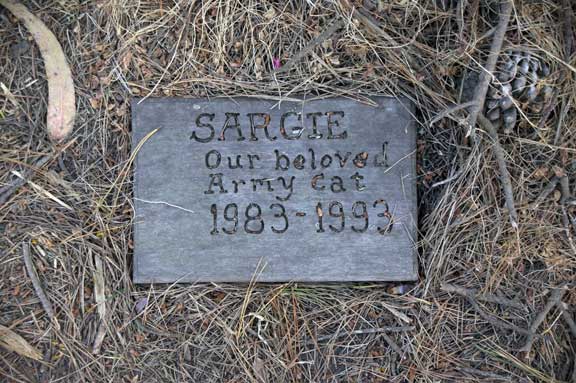 SARGIE
Our beloved
Army cat
1983-1993